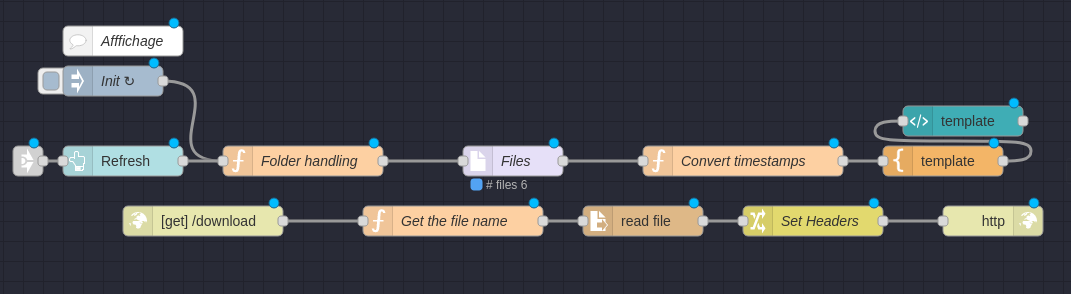 Afffichage
Init ↻
template
Refresh
Folder handling
Files
Convert timestamps
template
# files 6
[get] /download
Get the file name
read file
Set Headers
http